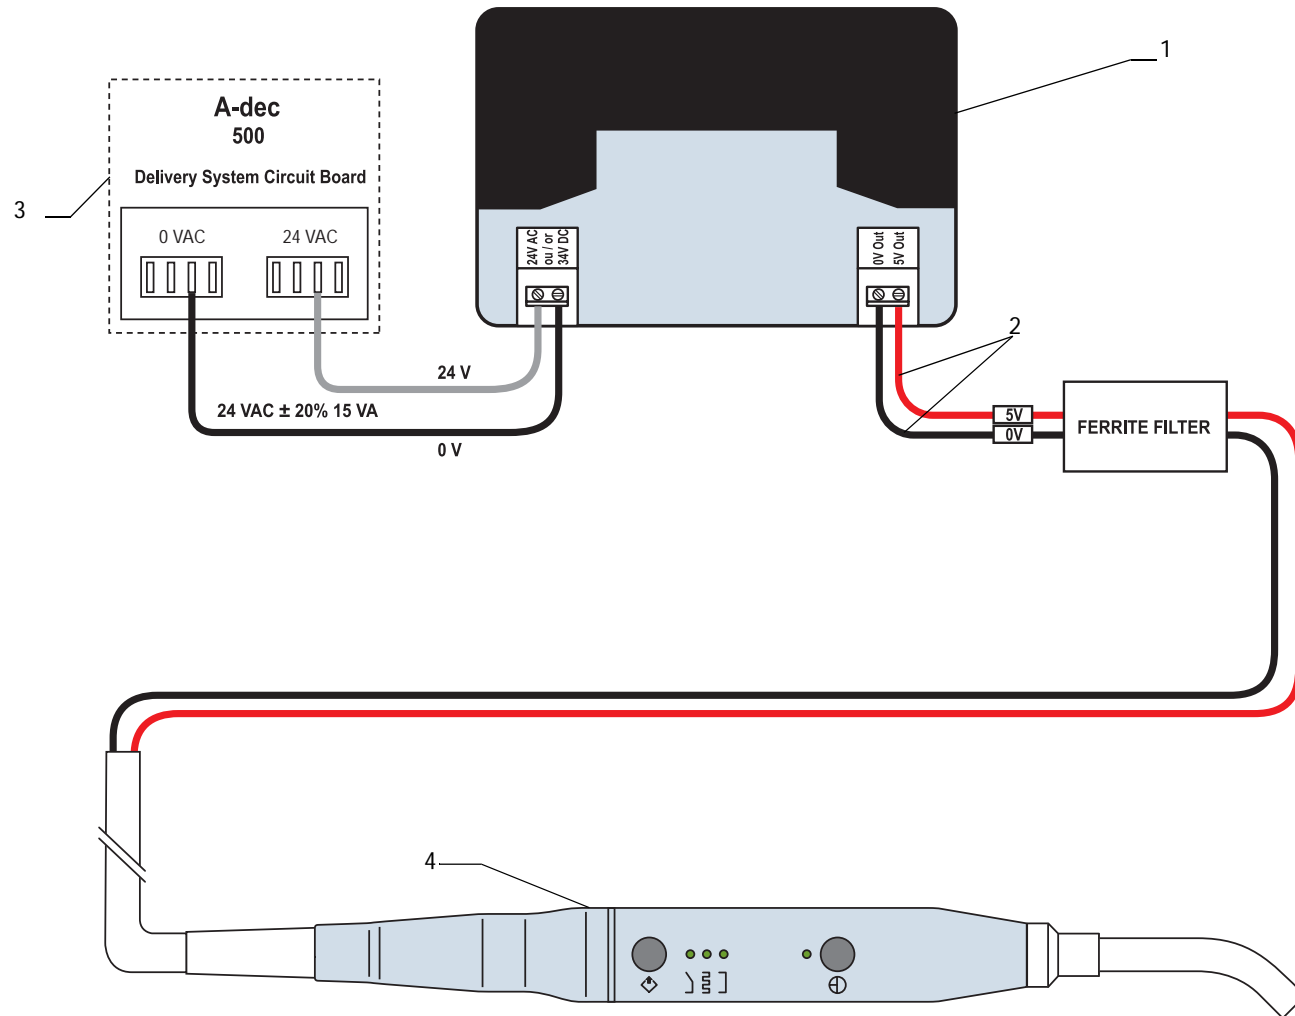 1
A-dec
500
Delivery System Circuit Board
3
0 VAC
24 VAC
24V AC
ou / or
34V DC
0V Out
5V Out
2
24 V
24 VAC ± 20% 15 VA
0 V
5V
0V
FERRITE FILTER
4